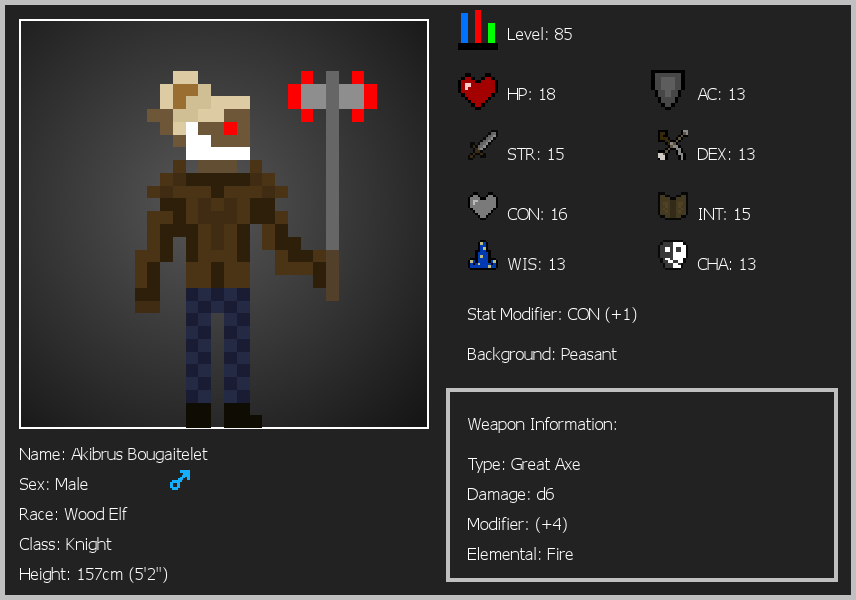 Level: 85
HP: 18
AC: 13
STR: 15
DEX: 13
CON: 16
INT: 15
WIS: 13
CHA: 13
Stat Modifier: CON (+1)
Background: Peasant
Weapon Information:
Type: Great Axe
Damage: d6
Modifier: (+4)
Elemental: Fire
Name: Akibrus Bougaitelet
Sex: Male
Race: Wood Elf
Class: Knight
Height: 157cm (5'2")